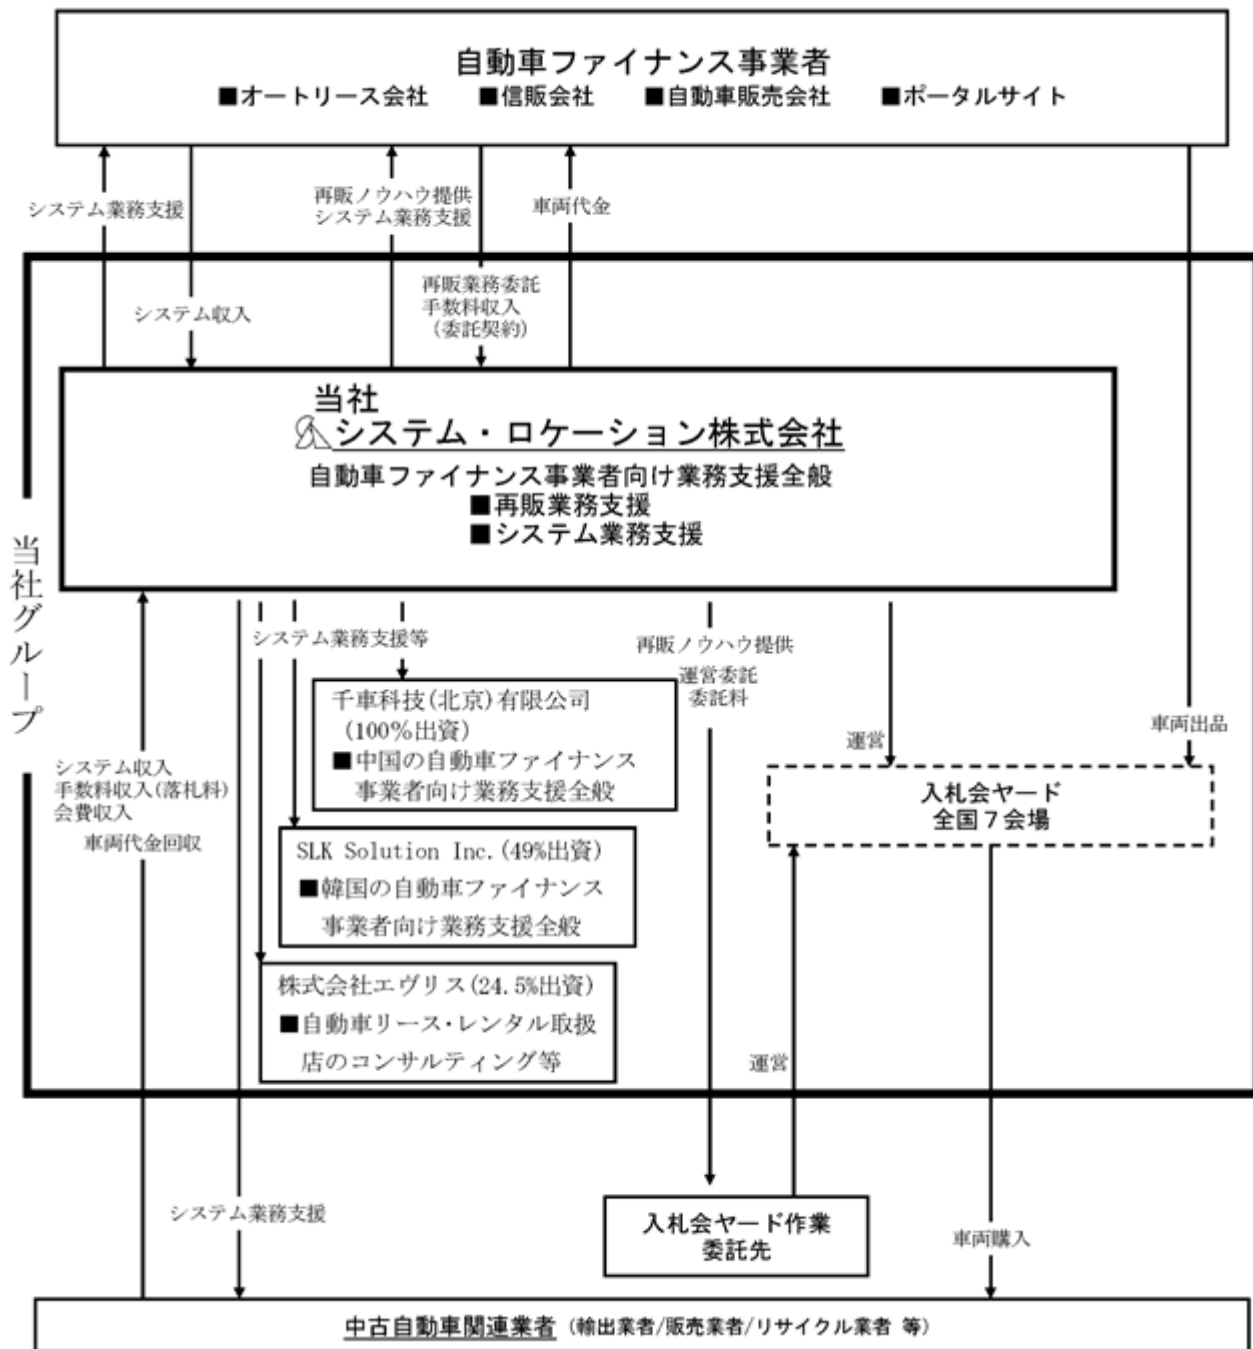 自動車ファイナンス事業者
■オートリース会社 ■信販会社 ■自動車販売会社 ■ポータルサイト
システム業務支援
再販ノウハウ提供
システム業務支援
車両代金
システム収入
再販業務委託
手数料収入
(委託契約)
当社
システム・ロケーション株式会社
自動車ファイナンス事業者向け業務支援全般
■再販業務支援
■システム業務支援
当社グループ
システム業務支援等
再販ノウハウ提供
運営委託
委託料
千車科技(北京)有限公司
(100%出資)
■中国の自動車ファイナンス
事業者向け業務支援全般
運営
車両出品
入札会ヤード
全国7会場
システム収入
手数料収入(落札料)
会費収入
車両代金回収
SLK Solution Inc.(49%出資)
■韓国の自動車ファイナンス
事業者向け業務支援全般
株式会社エヴリス(24.5%出資)
■自動車リース・レンタル取扱
店のコンサルティング等
運営
システム業務支援
入札会ヤード作業
委託先
車両購入
中古自動車関連業者 (輸出業者/販売業者/リサイクル業者 等)